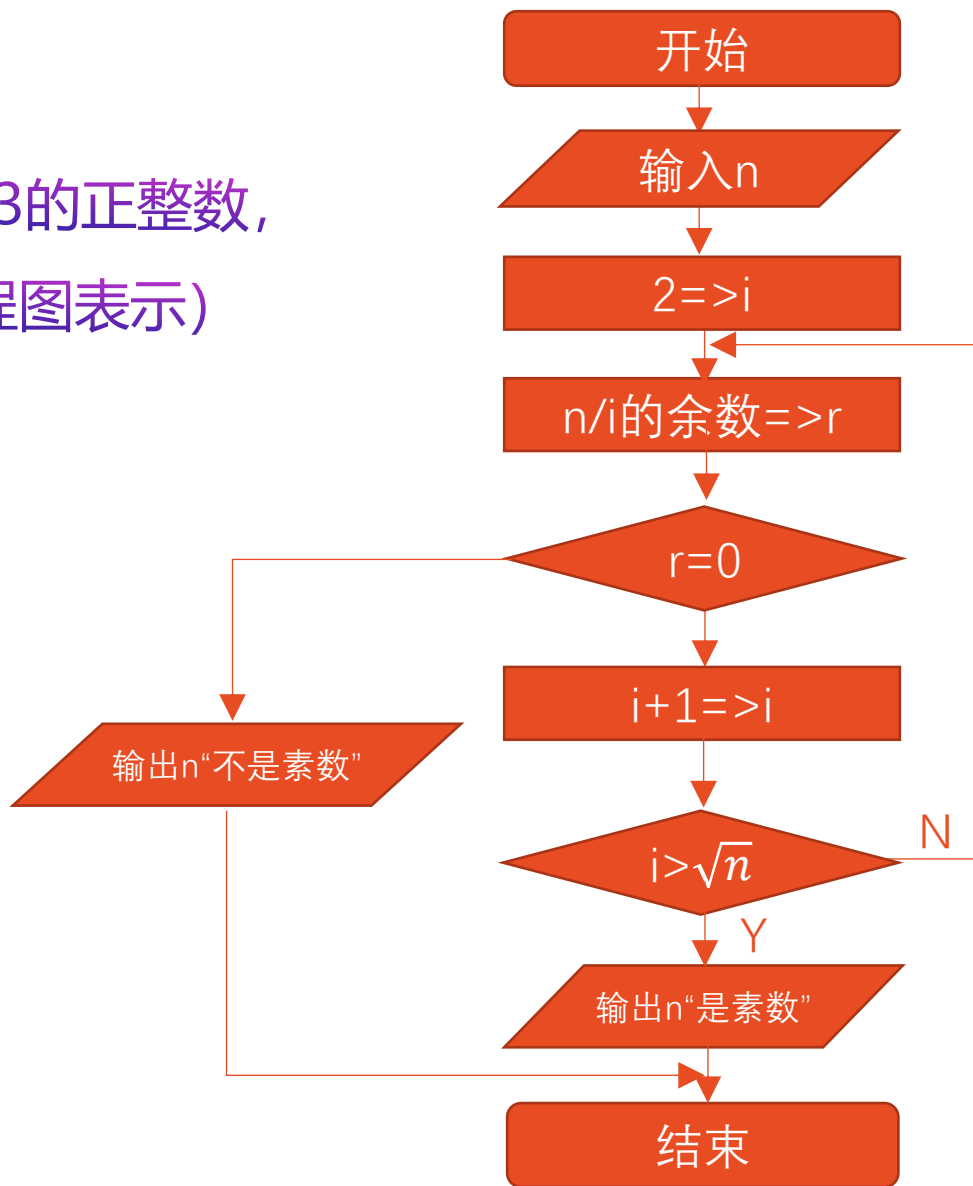 3的正整数，
程图表示）
开始
输入n
2=>i
n/i的余数=>r
r=0
i+1=>i
输出n“不是素数”
i>√n
N
Y
输出n“是素数”
结束